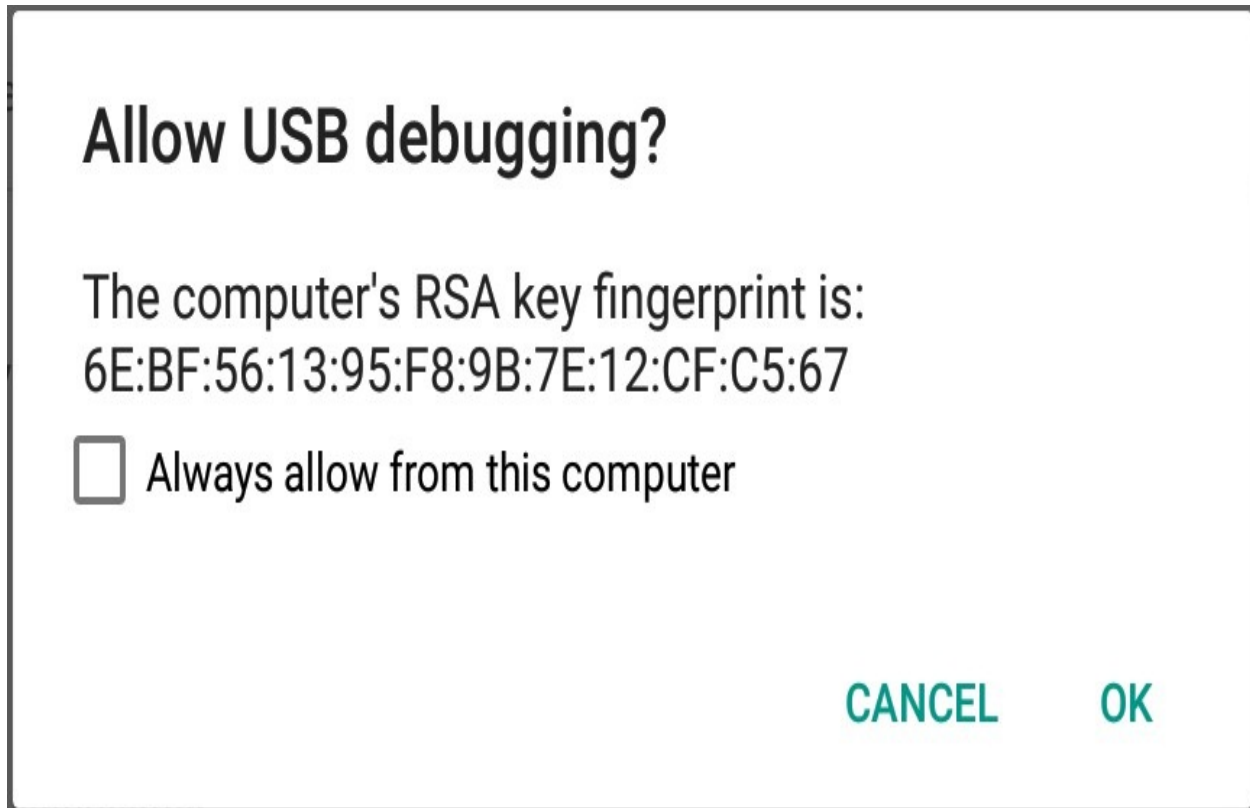 Allow USB debugging?
The computer's RSA key fingerprint is:
6E:BF:56:13:95:F8:9B:7E:12:CF:C5:67
Always allow from this computer
CANCEL OK